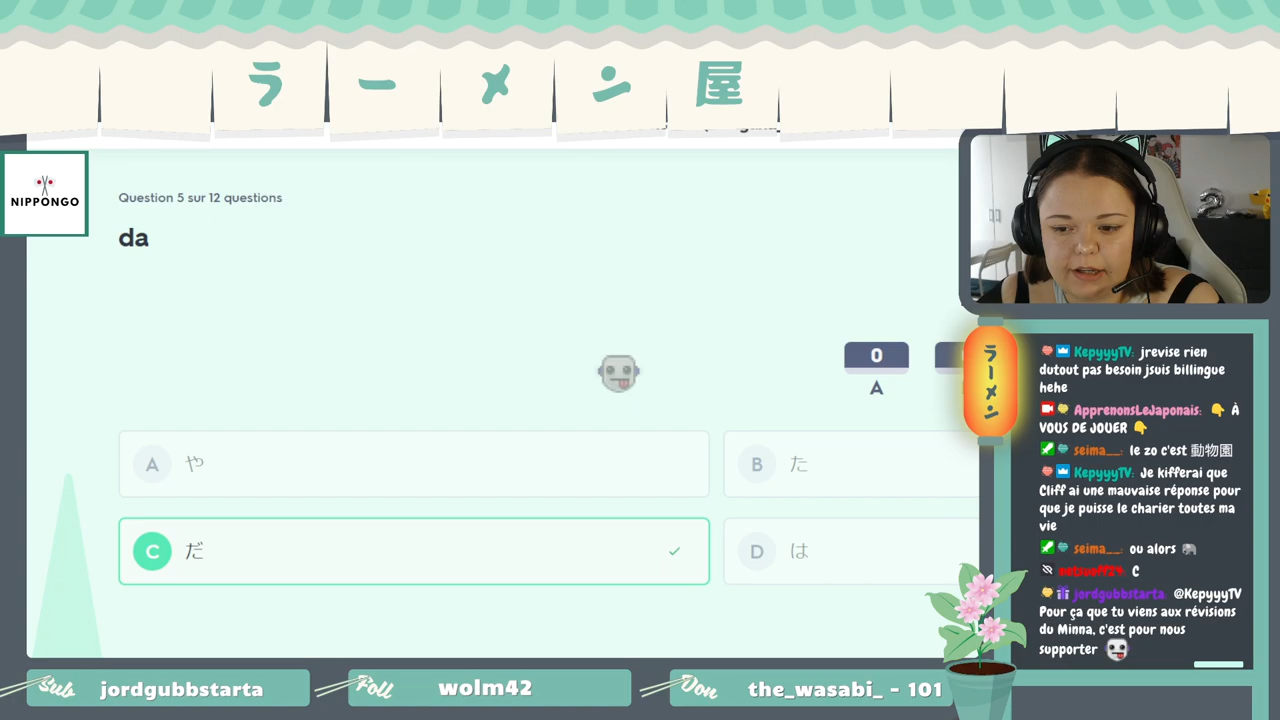 ラーメン屋
NIPPONGO
Question 5 sur 12 questions
da
0
A
A や
B た
C だ
D は
ラーメン
KepyyyTV: jrevise rien
dutout pas besoin jsuis billingue
hehe
ApprenonsLeJaponais: 👇 À
VOUS DE JOUER 👇
seima__: le zo c'est 動物園
KepyyyTV: Je kifferai que
Cliff ai une mauvaise réponse pour
que je puisse le charier toutes ma
vie
seima__: ou alors 🐘
C
jordgubbstarta: @KepyyyTV
Pour ça que tu viens aux révisions
du Minna, c'est pour nous
supporter
Sub jordgubbstarta
Foll wolm42
Don the_wasabi_ - 101